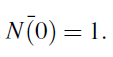 N(0̄) = 1.